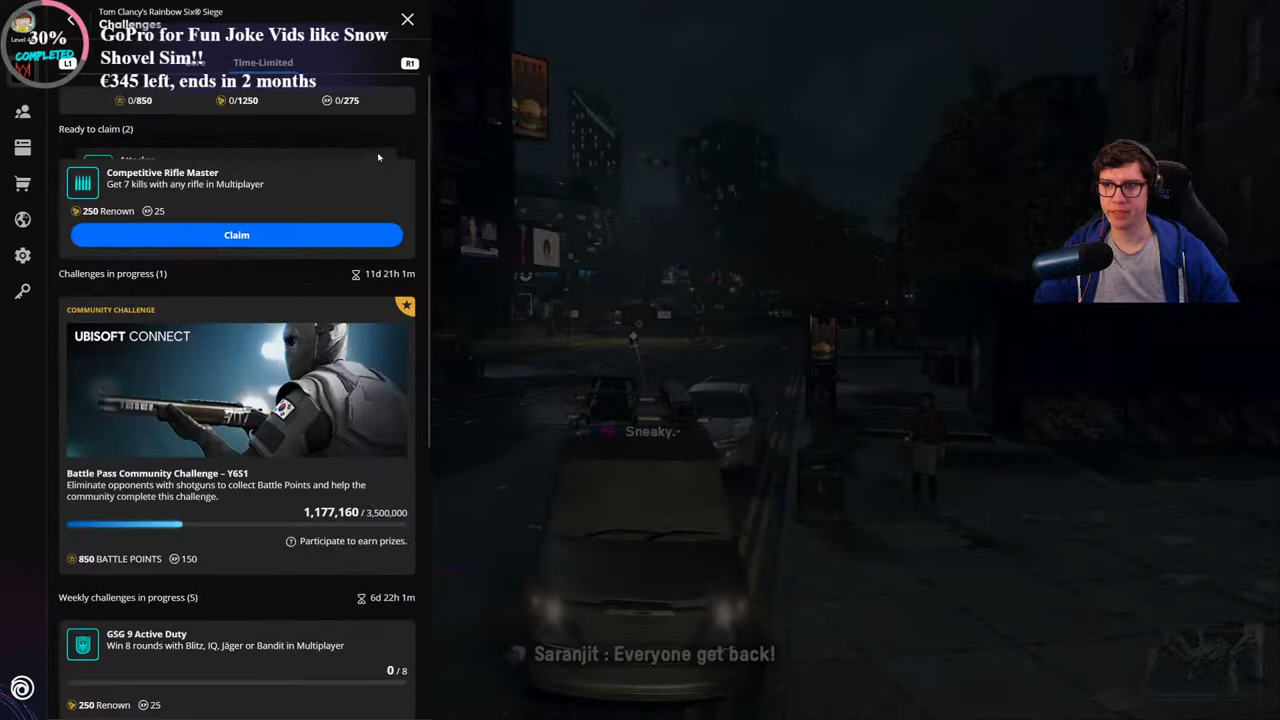 Tom Clancy's Rainbow Six® Siege
Challenges
30%
COMPLETED
GoPro for Fun Joke Vids like Snow
Shovel Sim!!
€345 left, ends in 2 months
L1
Time-Limited
R1
0/850
0/1250
XP 0/275
Ready to claim (2)
Competitive Rifle Master
Get 7 kills with any rifle in Multiplayer
250 Renown XP 25
Claim
Challenges in progress (1)
11d 21h 1m
COMMUNITY CHALLENGE
UBISOFT CONNECT
Battle Pass Community Challenge – Y6S1
Eliminate opponents with shotguns to collect Battle Points and help the
community complete this challenge.
1,177,160 / 3,500,000
Participate to earn prizes.
850 BATTLE POINTS XP 150
Weekly challenges in progress (5)
6d 22h 1m
GSG 9 Active Duty
Win 8 rounds with Blitz, IQ, Jäger or Bandit in Multiplayer
0 / 8
250 Renown XP 25
Sneaky.-
Saranjit : Everyone get back!